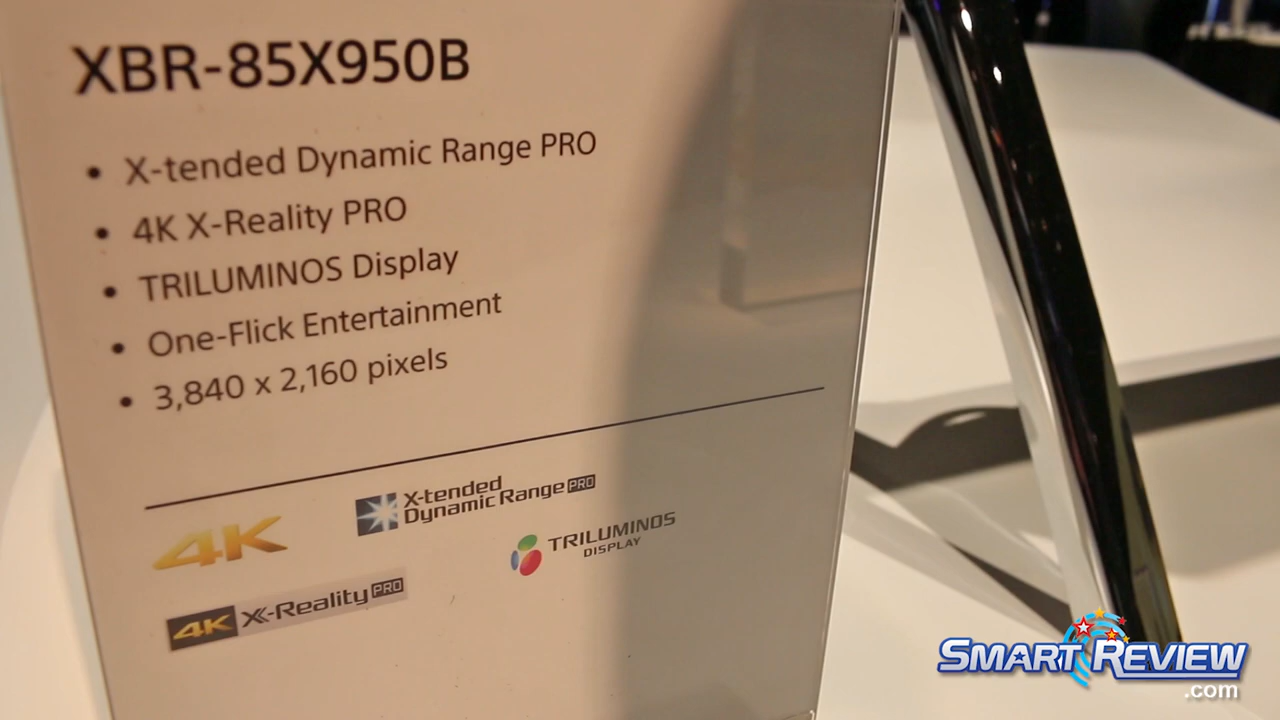 XBR-85X950B
• X-tended Dynamic Range PRO
• 4K X-Reality PRO
• TRILUMINOS Display
• One-Flick Entertainment
• 3,840 x 2,160 pixels
4K
X-tended
Dynamic Range PRO
TRILUMINOS
DISPLAY
4K X-Reality PRO
SMART REVIEW
.com